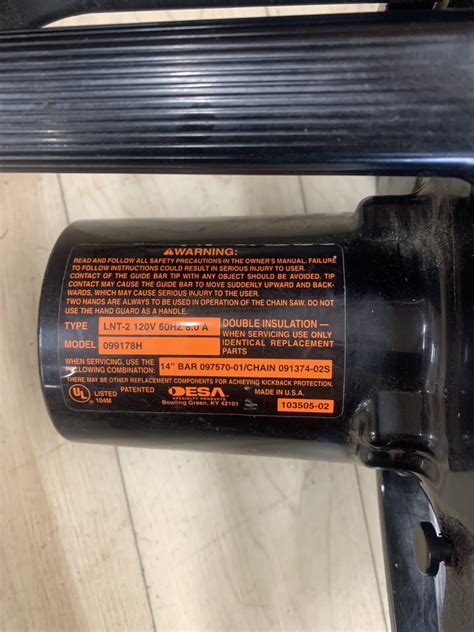 ⚠WARNING:
READ AND FOLLOW ALL SAFETY PRECAUTIONS IN THE OWNER'S MANUAL. FAILURE
TO FOLLOW INSTRUCTIONS COULD RESULT IN SERIOUS INJURY TO USER.
CONTACT OF THE GUIDE BAR TIP WITH ANY OBJECT SHOULD BE AVOIDED. TIP
CONTACT MAY CAUSE THE GUIDE BAR TO MOVE SUDDENLY UPWARD AND BACK-
WARDS, WHICH MAY CAUSE SERIOUS INJURY TO USER.
TWO HANDS ARE ALWAYS TO BE USED IN OPERATION OF THE CHAIN SAW. DO NOT
USE THE HAND GUARD AS A HANDLE.
TYPE LNT-2 120V 60HZ 8.0 A
DOUBLE INSULATION —
WHEN SERVICING USE ONLY
IDENTICAL REPLACEMENT
PARTS
MODEL 099178H
WHEN SERVICING, USE THE
FOLLOWING COMBINATION: 14" BAR 097570-01/CHAIN 091374-02S
THERE ARE OTHER REPLACEMENT COMPONENTS FOR ACHIEVING KICKBACK PROTECTION.
UL
LISTED
104M
PATENTED
DESA
SPECIALTY PRODUCTS
Bowling Green, KY 42101
MADE IN U.S.A.
103505-02